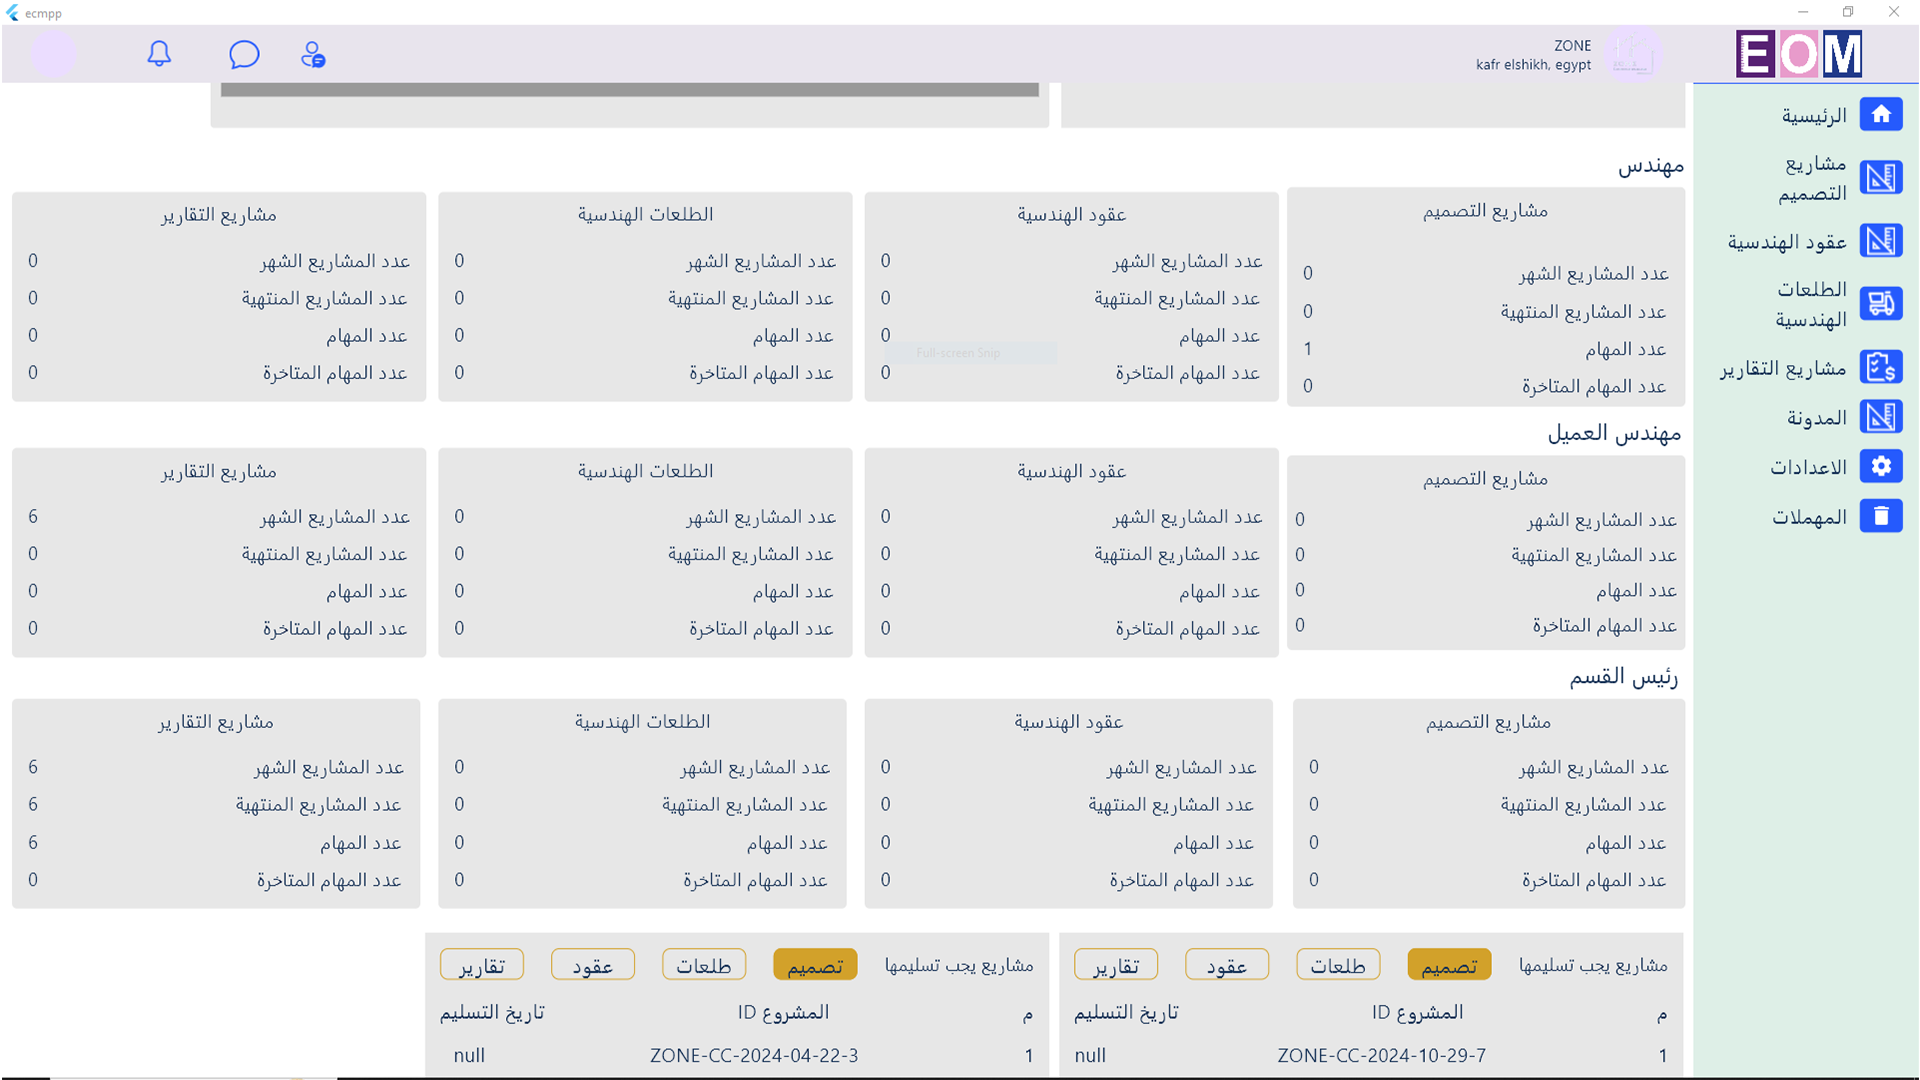 ecmpp
ZONE
kafr elshikh, egypt
EOM
الرئيسية
مشاريع
التصميم
عقود الهندسية
الطلعات
الهندسية
مشاريع التقارير
المدونة
الاعدادات
المهملات
مهندس
مشاريع التصميم
عدد المشاريع الشهر 0
عدد المشاريع المنتهية 0
عدد المهام 1
عدد المهام المتاخرة 0
عقود الهندسية
عدد المشاريع الشهر 0
عدد المشاريع المنتهية 0
عدد المهام 0
عدد المهام المتاخرة 0
Full-screen Snip
الطلعات الهندسية
عدد المشاريع الشهر 0
عدد المشاريع المنتهية 0
عدد المهام 0
عدد المهام المتاخرة 0
مشاريع التقارير
عدد المشاريع الشهر 0
عدد المشاريع المنتهية 0
عدد المهام 0
عدد المهام المتاخرة 0
مهندس العميل
مشاريع التصميم
عدد المشاريع الشهر 0
عدد المشاريع المنتهية 0
عدد المهام 0
عدد المهام المتاخرة 0
عقود الهندسية
عدد المشاريع الشهر 0
عدد المشاريع المنتهية 0
عدد المهام 0
عدد المهام المتاخرة 0
الطلعات الهندسية
عدد المشاريع الشهر 0
عدد المشاريع المنتهية 0
عدد المهام 0
عدد المهام المتاخرة 0
مشاريع التقارير
عدد المشاريع الشهر 6
عدد المشاريع المنتهية 0
عدد المهام 0
عدد المهام المتاخرة 0
رئيس القسم
مشاريع التصميم
عدد المشاريع الشهر 0
عدد المشاريع المنتهية 0
عدد المهام 0
عدد المهام المتاخرة 0
عقود الهندسية
عدد المشاريع الشهر 0
عدد المشاريع المنتهية 0
عدد المهام 0
عدد المهام المتاخرة 0
الطلعات الهندسية
عدد المشاريع الشهر 0
عدد المشاريع المنتهية 0
عدد المهام 0
عدد المهام المتاخرة 0
مشاريع التقارير
عدد المشاريع الشهر 6
عدد المشاريع المنتهية 6
عدد المهام 6
عدد المهام المتاخرة 0
مشاريع يجب تسليمها تصميم طلعات عقود تقارير
م المشروع ID تاريخ التسليم
1 ZONE-CC-2024-10-29-7 null
مشاريع يجب تسليمها تصميم طلعات عقود تقارير
م المشروع ID تاريخ التسليم
1 ZONE-CC-2024-04-22-3 null